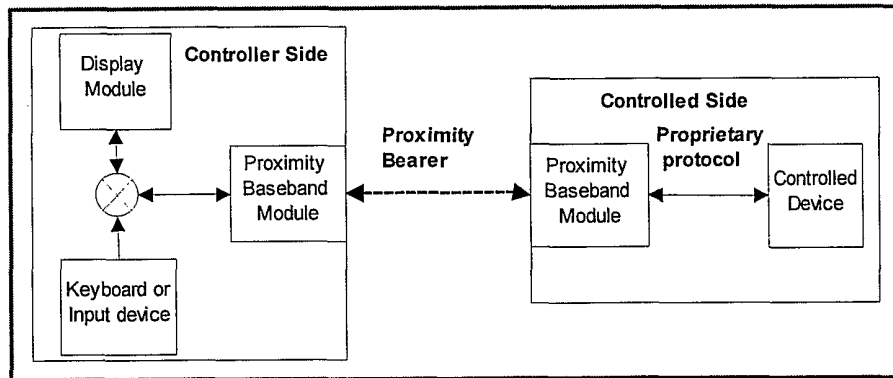 Display
Module
Controller Side
Proximity
Baseband
Module
Keyboard or
Input device
Proximity
Bearer
Controlled Side
Proximity
Baseband
Module
Proprietary
protocol
Controlled
Device